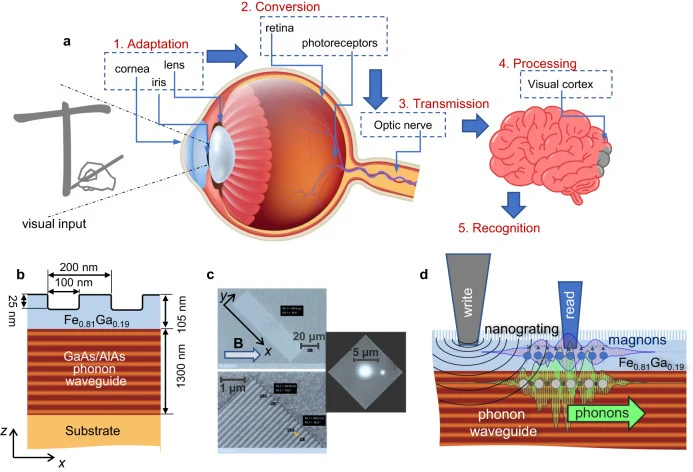 a
1. Adaptation
cornea
lens
iris
2. Conversion
retina
photoreceptors
3. Transmission
Optic nerve
4. Processing
Visual cortex
5. Recognition
visual input
b
200 nm
100 nm
25 nm
105 nm
Fe0.81Ga0.19
GaAs/AlAs
phonon
waveguide
1300 nm
Substrate
z
x
c
y
x
B
20 µm
1 µm
5 µm
d
write
read
nanograting
magnons
Fe0.81Ga0.19
phonon
waveguide
phonons